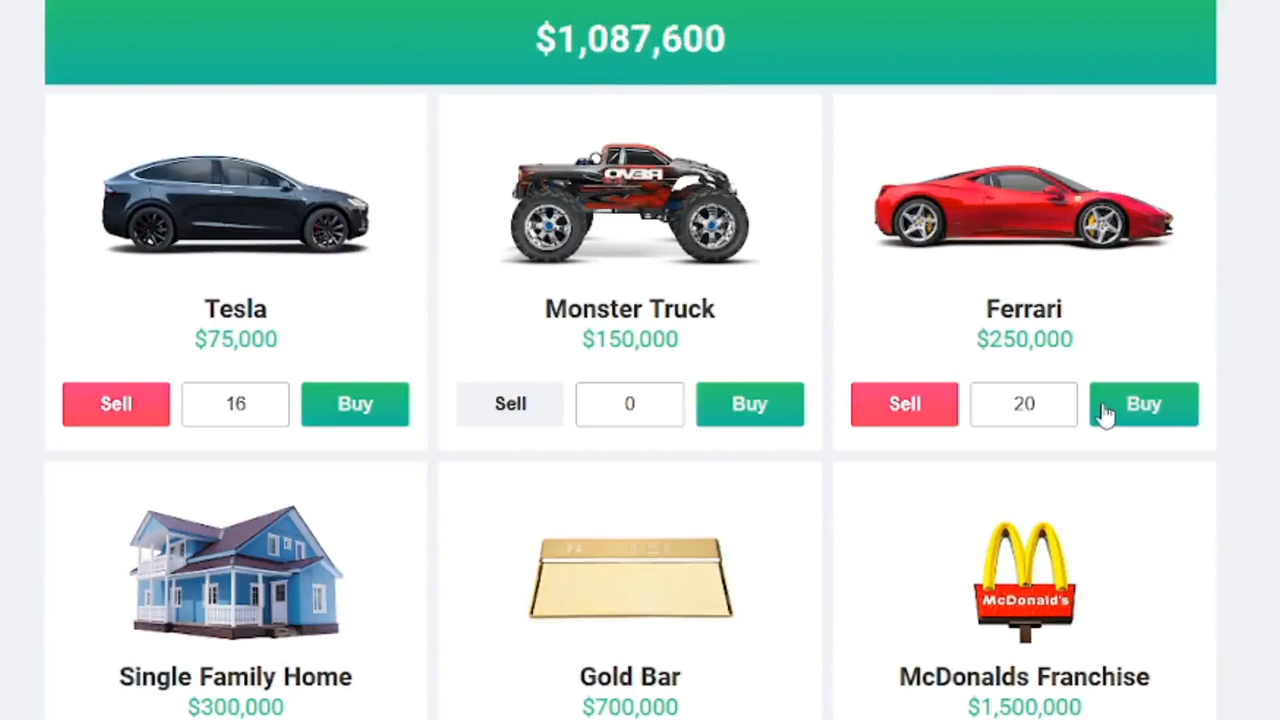 $1,087,600
Tesla
$75,000
Sell 16 Buy
Monster Truck
$150,000
Sell 0 Buy
Ferrari
$250,000
Sell 20 Buy
Single Family Home
$300,000
Gold Bar
$700,000
McDonald's
McDonalds Franchise
$1,500,000